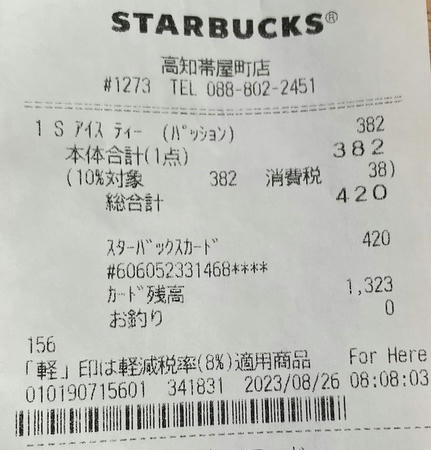 STARBUCKS®
高知帯屋町店
#1273 TEL 088-802-2451
1 S アイス ティー (パッション) 382
本体合計(1点) 382
(10%対象 382 消費税 38)
総合計 420
スターバックスカード 420
#606052331468****
カード残高 1,323
お釣り 0
156
「軽」印は軽減税率(8%)適用商品 For Here
010190715601 341831 2023/08/26 08:08:03